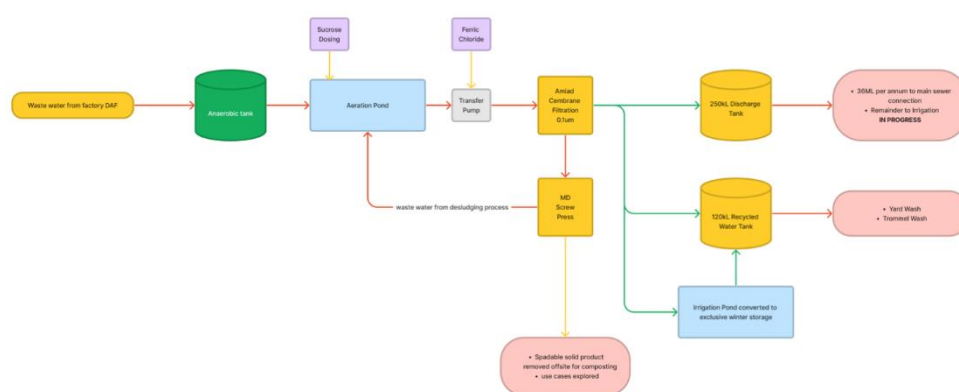 Sucrose
Dosing
Ferric
Chloride
Waste water from factory DAF
Anaerobic tank
Aeration Pond
Transfer
Pump
Amiad
Cembrane
Filtration
0.1um
250kL Discharge
Tank
• 36ML per annum to main sewer
connection
• Remainder to Irrigation
IN PROGRESS
waste water from desludging process
MD
Screw
Press
120kL Recycled
Water Tank
• Yard Wash
• Trommel Wash
Irrigation Pond converted to
exclusive winter storage
• Spadable solid product
removed offsite for composting
• use cases explored